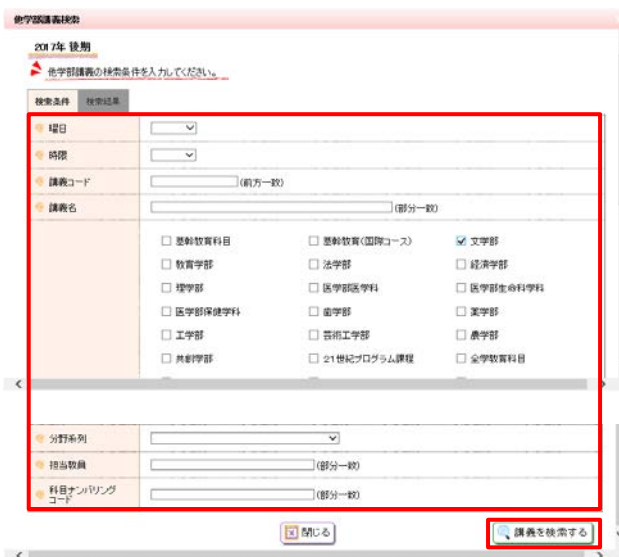 他学部講義検索
2017年 後期
他学部講義の検索条件を入力してください。
検索条件 検索結果
曜日
時限
講義コード (前方一致)
講義名 (部分一致)
基幹教育科目 基幹教育(国際コース) 文学部
教育学部 法学部 経済学部
理学部 医学部医学科 医学部生命科学科
医学部保健学科 歯学部 薬学部
工学部 芸術工学部 農学部
共創学部 21世紀プログラム課程 全学教育科目
分野系列
担当教員 (部分一致)
科目ナンバリング
コード (部分一致)
閉じる 講義を検索する